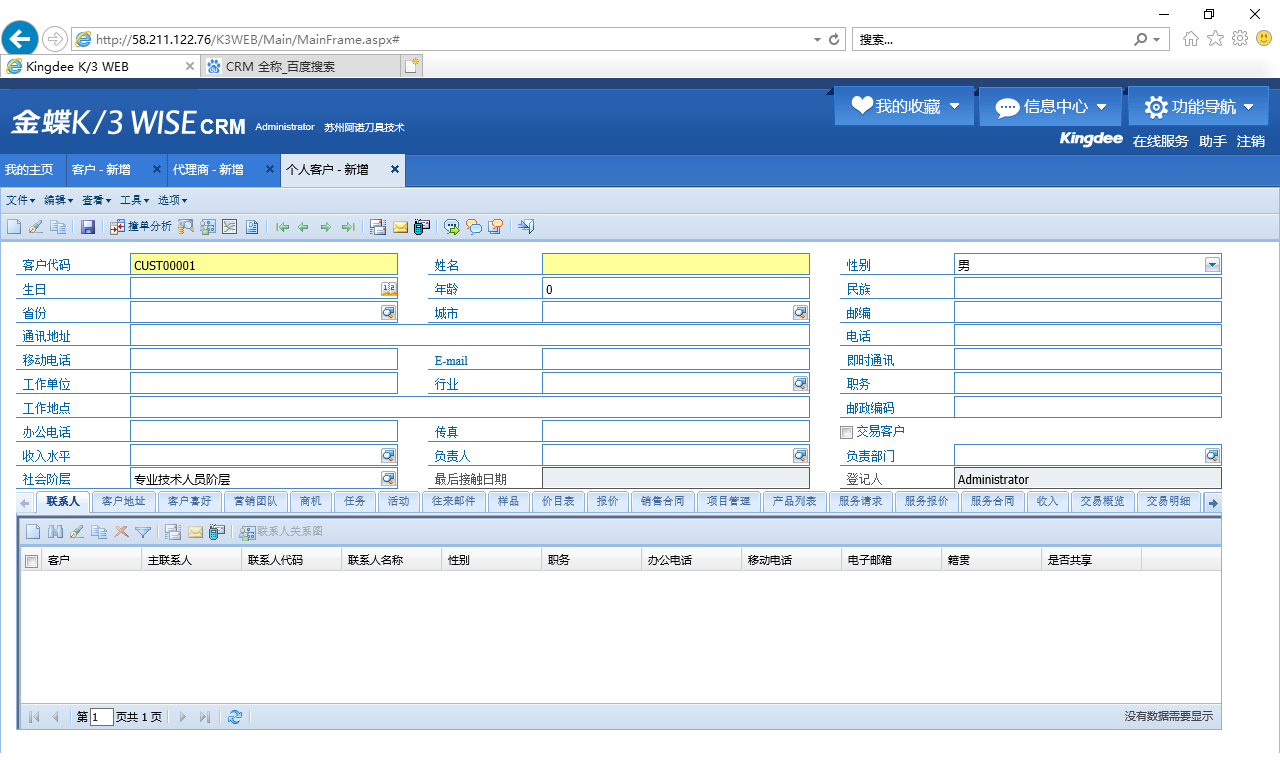 http://58.211.122.76/K3WEB/Main/MainFrame.aspx#
搜索...
Kingdee K/3 WEB
CRM 全称_百度搜索
金蝶K/3 WISE CRM Administrator 苏州阿诺刀具技术
我的收藏 信息中心 功能导航
Kingdee 在线服务 助手 注销
我的主页 客户 - 新增 代理商 - 新增 个人客户 - 新增
文件 编辑 查看 工具 选项
撞单分析
客户代码 CUST00001 姓名 性别 男
生日 年龄 0 民族
省份 城市 邮编
通讯地址 电话
移动电话 E-mail 即时通讯
工作单位 行业 职务
工作地点 邮政编码
办公电话 传真 交易客户
收入水平 负责人 负责部门
社会阶层 专业技术人员阶层 最后接触日期 登记人 Administrator
联系人 客户地址 客户喜好 营销团队 商机 任务 活动 往来邮件 样品 价目表 报价 销售合同 项目管理 产品列表 服务请求 服务报价 服务合同 收入 交易概览 交易明细
联系人关系图
客户 主联系人 联系人代码 联系人名称 性别 职务 办公电话 移动电话 电子邮箱 籍贯 是否共享
第 1 页共 1 页 没有数据需要显示